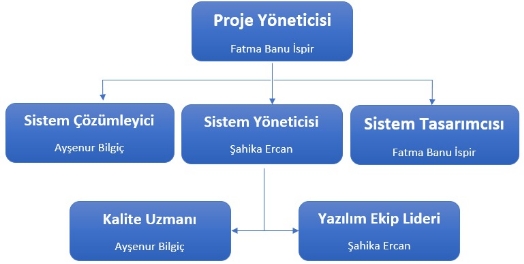 Proje Yöneticisi
Fatma Banu İspir
Sistem Çözümleyici
Ayşenur Bilgiç
Sistem Yöneticisi
Şahika Ercan
Sistem Tasarımcısı
Fatma Banu İspir
Kalite Uzmanı
Ayşenur Bilgiç
Yazılım Ekip Lideri
Şahika Ercan